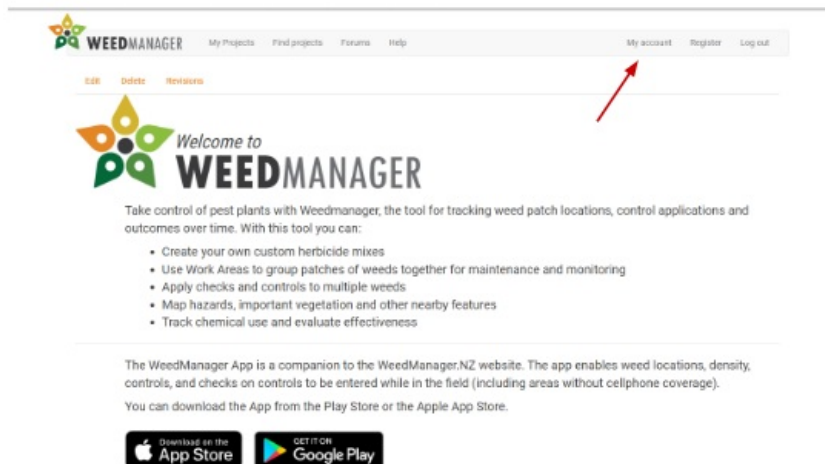 WEEDMANAGER My Projects Find projects Forums Help My account Register Log out
Edit Delete Revisions
Welcome to
WEEDMANAGER
Take control of pest plants with Weedmanager, the tool for tracking weed patch locations, control applications and
outcomes over time. With this tool you can:
• Create your own custom herbicide mixes
• Use Work Areas to group patches of weeds together for maintenance and monitoring
• Apply checks and controls to multiple weeds
• Map hazards, important vegetation and other nearby features
• Track chemical use and evaluate effectiveness
The WeedManager App is a companion to the WeedManager.NZ website. The app enables weed locations, density,
controls, and checks on controls to be entered while in the field (including areas without cellphone coverage).
You can download the App from the Play Store or the Apple App Store.
Download on the GET IT ON
App Store Google Play